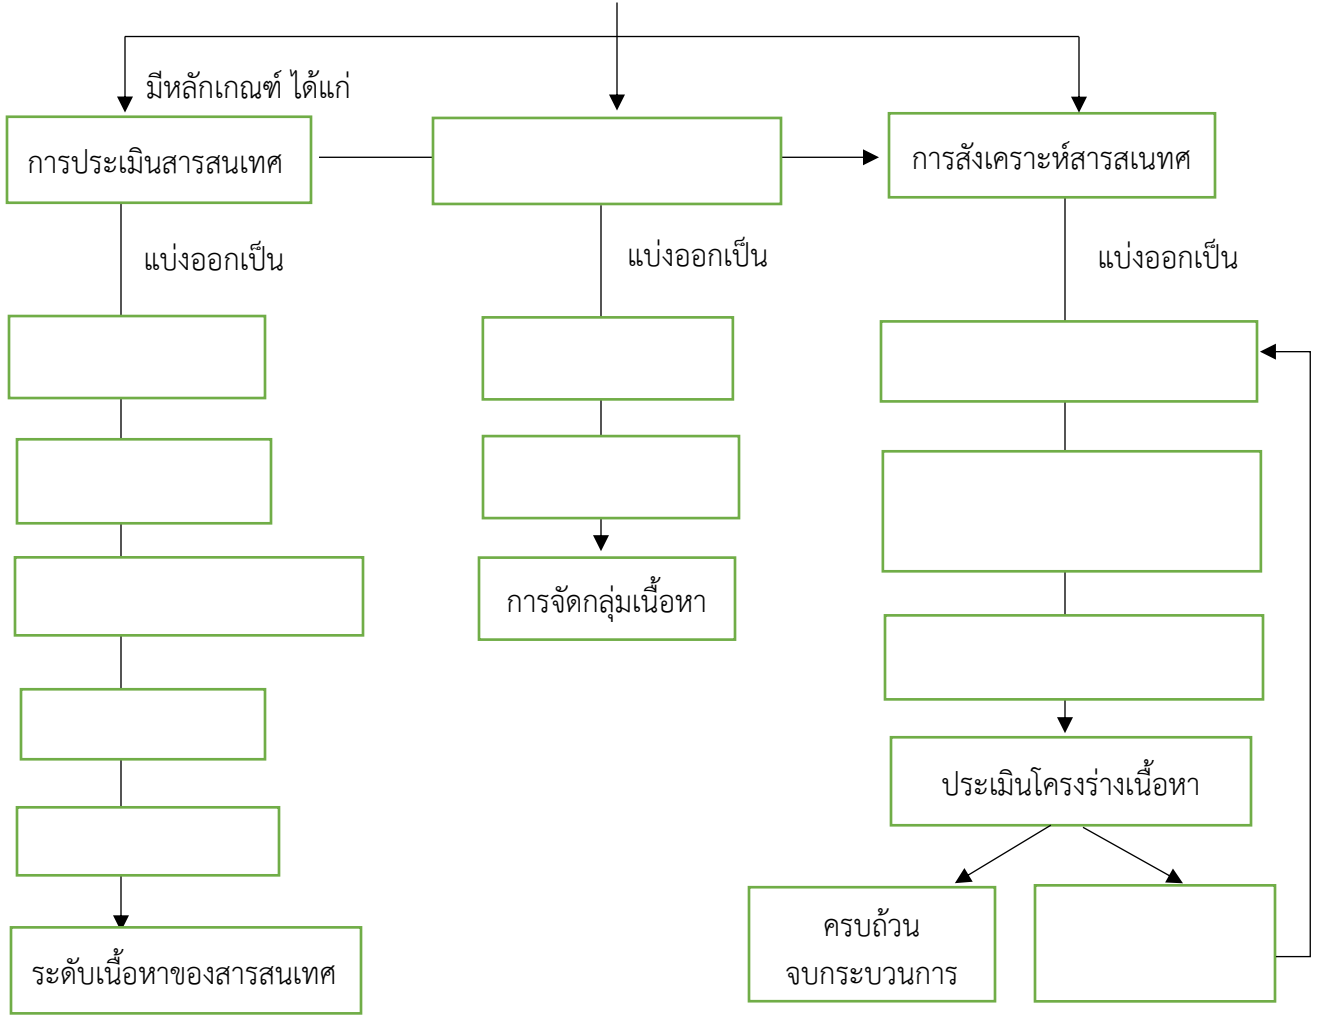 มีหลักเกณฑ์ ได้แก่
การประเมินสารสนเทศ
การสังเคราะห์สารสเนทศ
แบ่งออกเป็น
แบ่งออกเป็น
แบ่งออกเป็น
การจัดกลุ่มเนื้อหา
ประเมินโครงร่างเนื้อหา
ครบถ้วน
จบกระบวนการ
ระดับเนื้อหาของสารสนเทศ